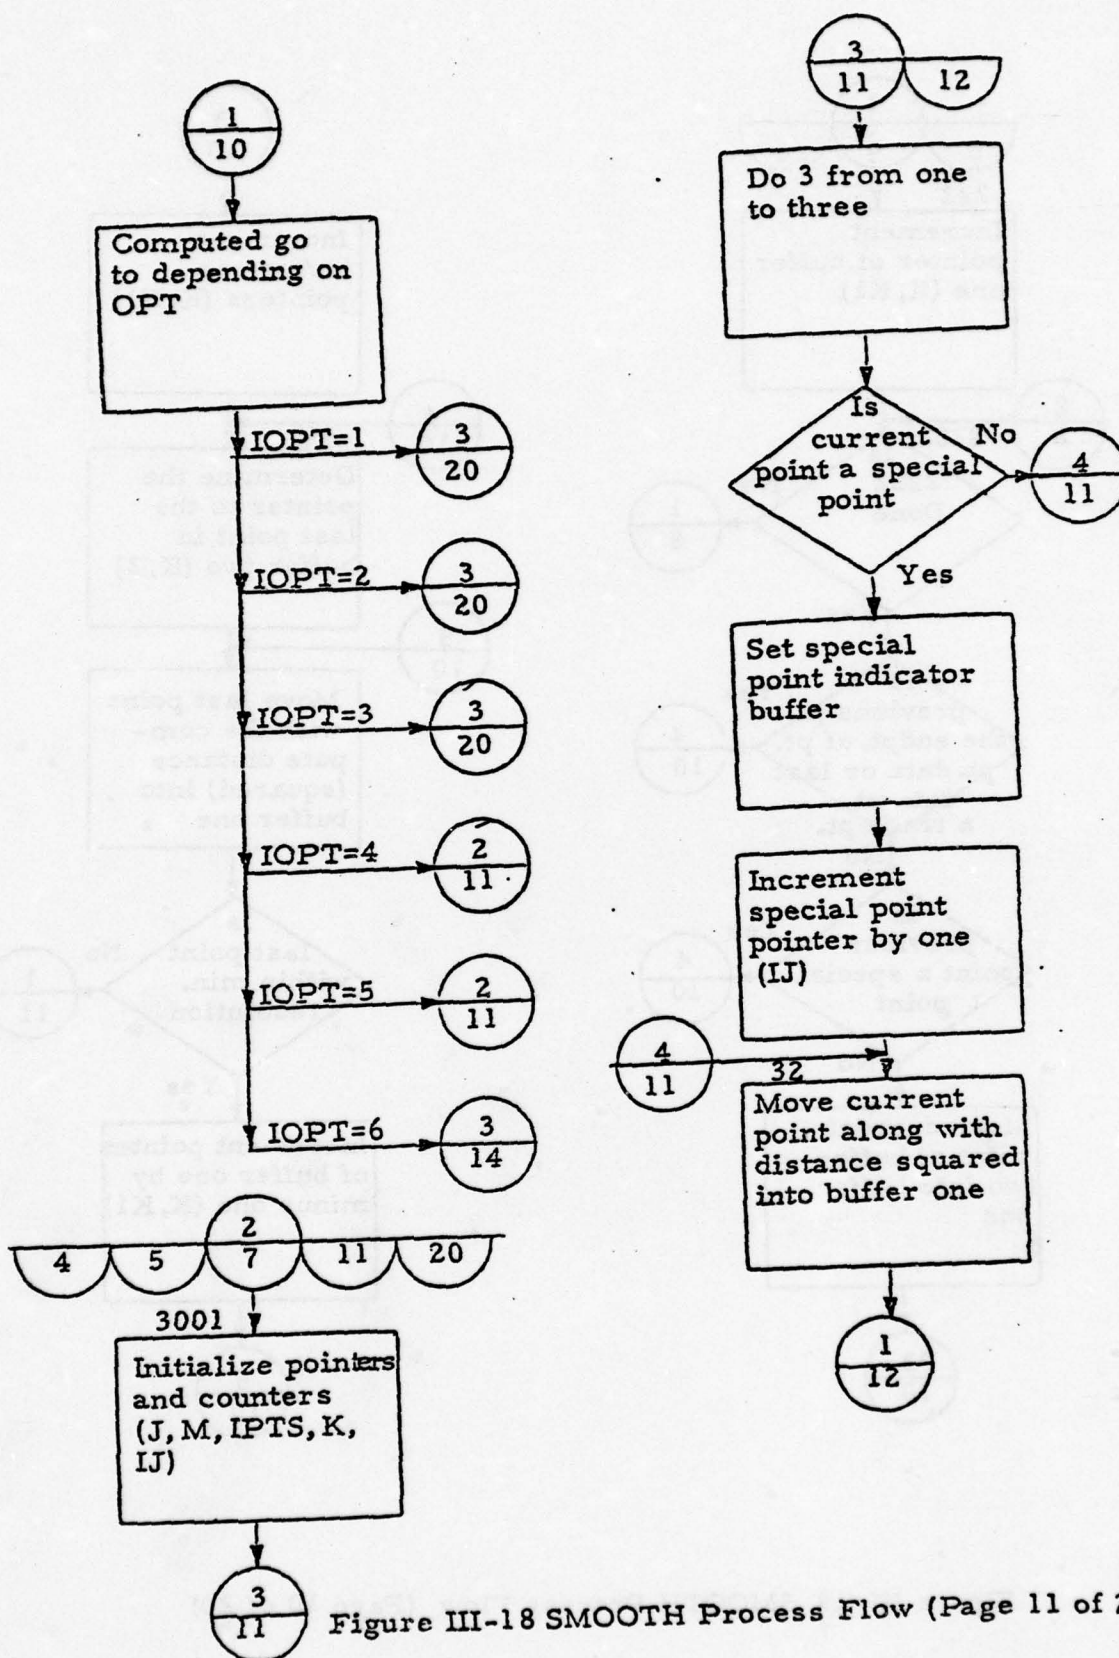 1
10
Computed go
to depending on
OPT
IOPT=1
3
20
IOPT=2
3
20
IOPT=3
3
20
IOPT=4
2
11
IOPT=5
2
11
IOPT=6
3
14
2
4 5 7 11 20
3001
Initialize pointers
and counters
(J, M, IPTS, K,
IJ)
3
11
3
11 12
Do 3 from one
to three
Is
current
point a special
point
No
4
11
Yes
Set special
point indicator
buffer
Increment
special point
pointer by one
(IJ)
4
11
32
Move current
point along with
distance squared
into buffer one
1
12
Figure III-18 SMOOTH Process Flow (Page 11 of